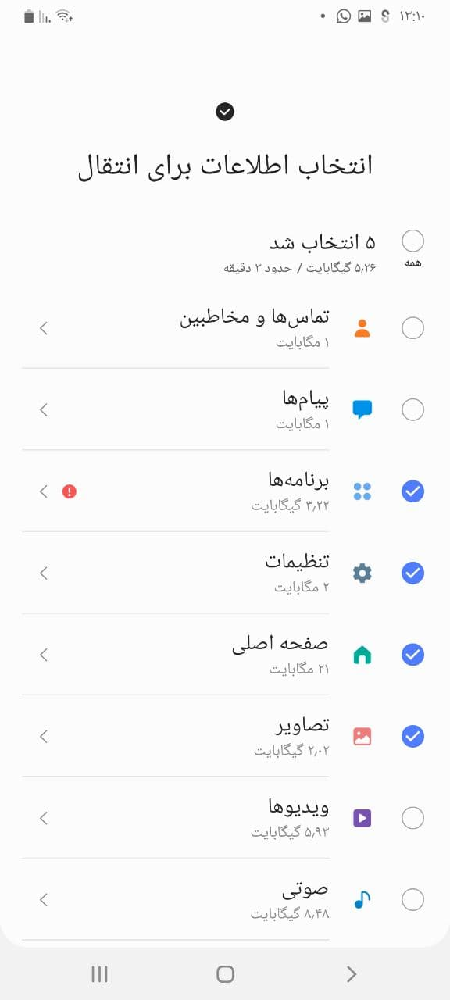 ۱۳:۱۰
انتخاب اطلاعات برای انتقال
۵ انتخاب شد
۵٫۲۶ گیگابایت / حدود ۳ دقیقه
همه
تماس‌ها و مخاطبین
۱ مگابایت
پیام‌ها
۱ مگابایت
برنامه‌ها
۳٫۲۲ گیگابایت
تنظیمات
۲ مگابایت
صفحه اصلی
۲۱ مگابایت
تصاویر
۲٫۰۲ گیگابایت
ویدیوها
۵٫۹۳ گیگابایت
صوتی
۸٫۴۸ گیگابایت